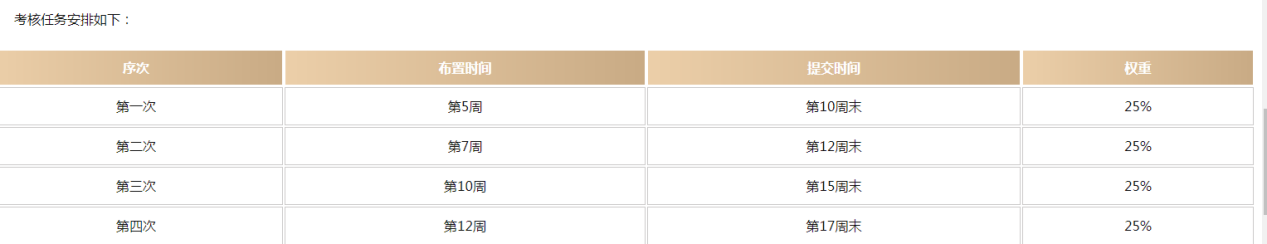 考核任务安排如下：
序次 布置时间 提交时间 权重
第一次 第5周 第10周末 25%
第二次 第7周 第12周末 25%
第三次 第10周 第15周末 25%
第四次 第12周 第17周末 25%